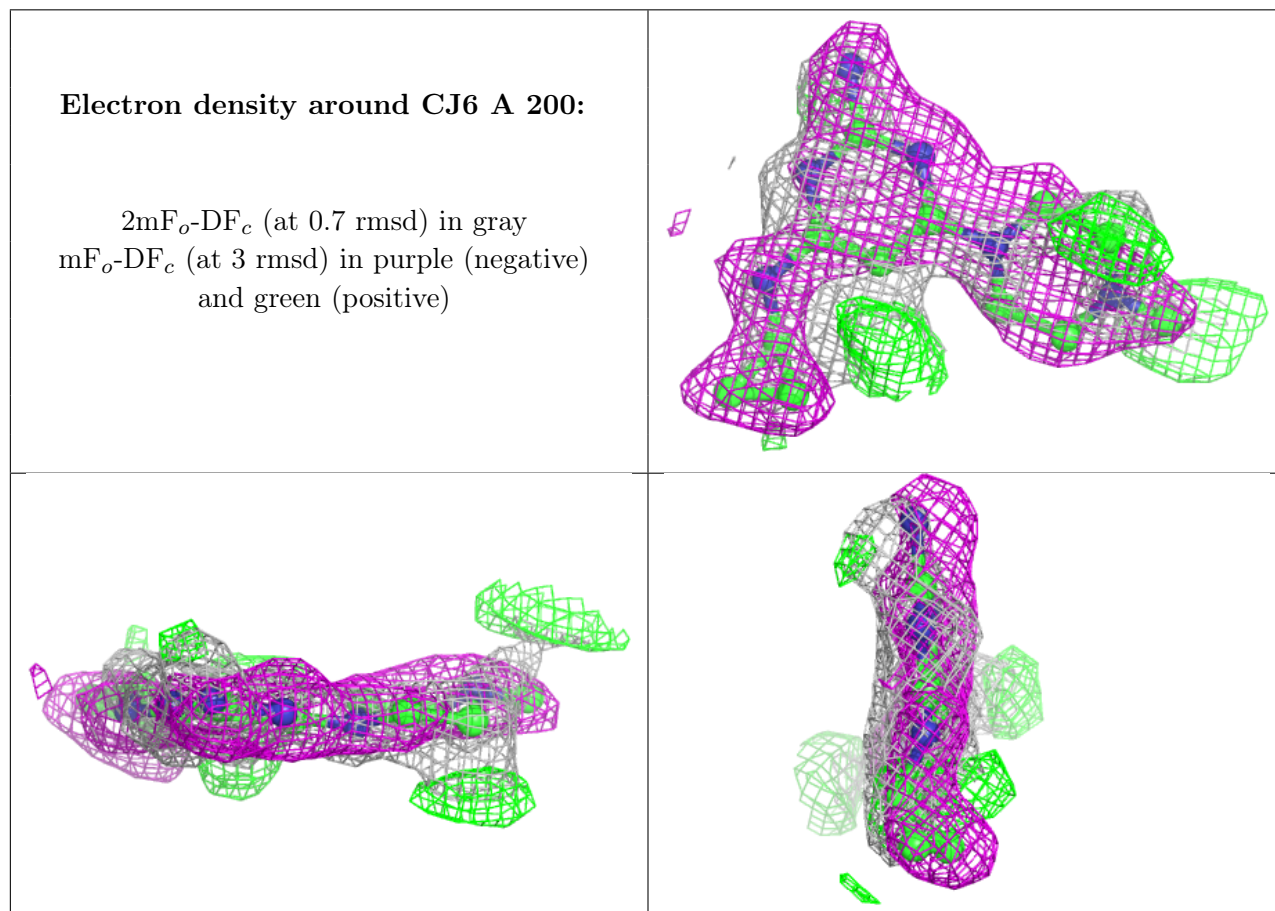 Electron density around CJ6 A 200:
2mFo-DFc (at 0.7 rmsd) in gray
mFo-DFc (at 3 rmsd) in purple (negative)
and green (positive)